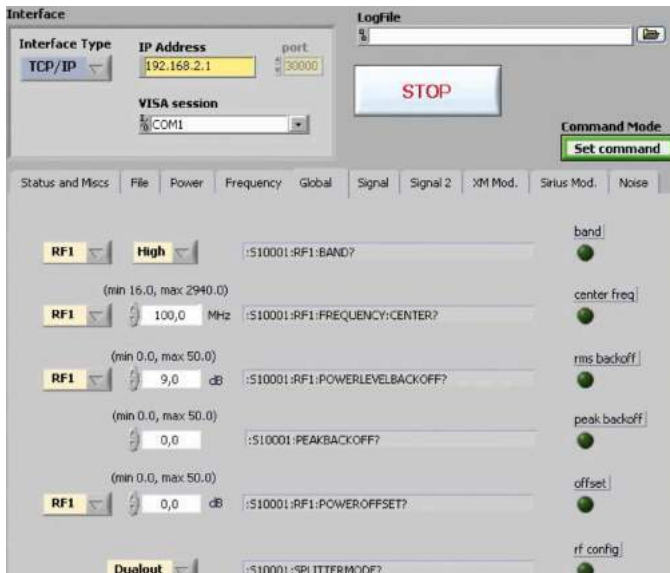 Interface
LogFile
Interface Type
IP Address
port
TCP/IP
192.168.2.1
30000
VISA session
COM1
STOP
Command Mode
Set command
Status and Miscs File Power Frequency Global Signal Signal 2 XM Mod. Sirius Mod. Noise
band
RF1 High :S10001:RF1:BAND?
(min 16.0, max 2940.0)
center freq
RF1 100,0 MHz :S10001:RF1:FREQUENCY:CENTER?
(min 0.0, max 50.0)
rms backoff
RF1 9,0 dB :S10001:RF1:POWERLEVELBACKOFF?
(min 0.0, max 50.0)
peak backoff
0,0 :S10001:PEAKBACKOFF?
(min 0.0, max 50.0)
offset
RF1 0,0 dB :S10001:RF1:POWEROFFSET?
rf config
Dualout :S10001:SPLITTERMODE?